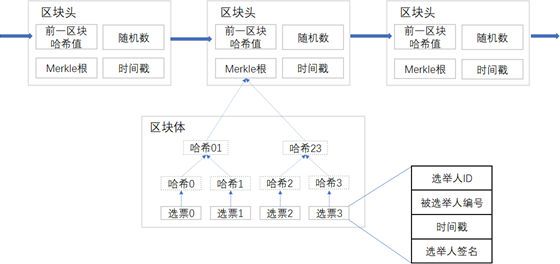 区块头
前一区块
哈希值
随机数
Merkle根
时间戳
区块头
前一区块
哈希值
随机数
Merkle根
时间戳
区块头
前一区块
哈希值
随机数
Merkle根
时间戳
区块体
哈希01
哈希23
哈希0
哈希1
哈希2
哈希3
选票0
选票1
选票2
选票3
选举人ID
被选举人编号
时间戳
选举人签名